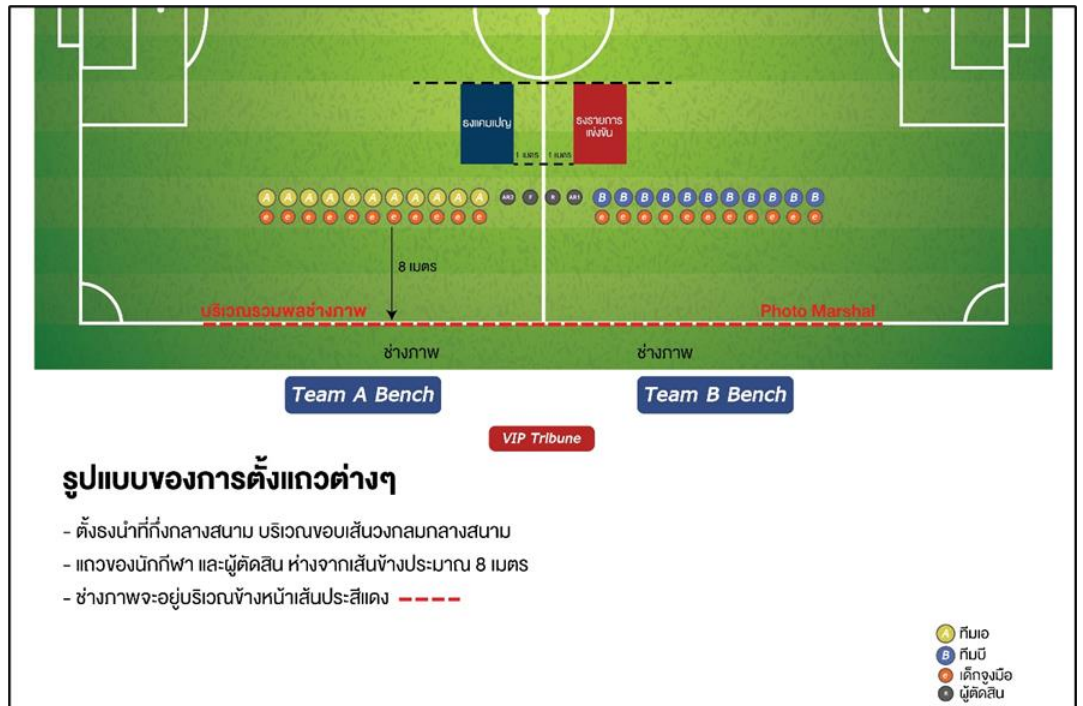 ธงแคมเปญ
ธงรายการ
แข่งขัน
1 เมตร 1 เมตร
A A A A A A A A A A A AR2 F R AR1 B B B B B B B B B B B
e e e e e e e e e e e e e e e e e e e e e e
8 เมตร
บริเวณรวมพลช่างภาพ Photo Marshal
ช่างภาพ ช่างภาพ
Team A Bench Team B Bench
VIP Tribune
รูปแบบของการตั้งแถวต่างๆ
- ตั้งธงนำที่กึ่งกลางสนาม บริเวณขอบเส้นวงกลมกลางสนาม
- แถวของนักกีฬา และผู้ตัดสิน ห่างจากเส้นข้างประมาณ 8 เมตร
- ช่างภาพจะอยู่บริเวณข้างหน้าเส้นประสีแดง
A ทีมเอ
B ทีมบี
e เด็กจูงมือ
ผู้ตัดสิน